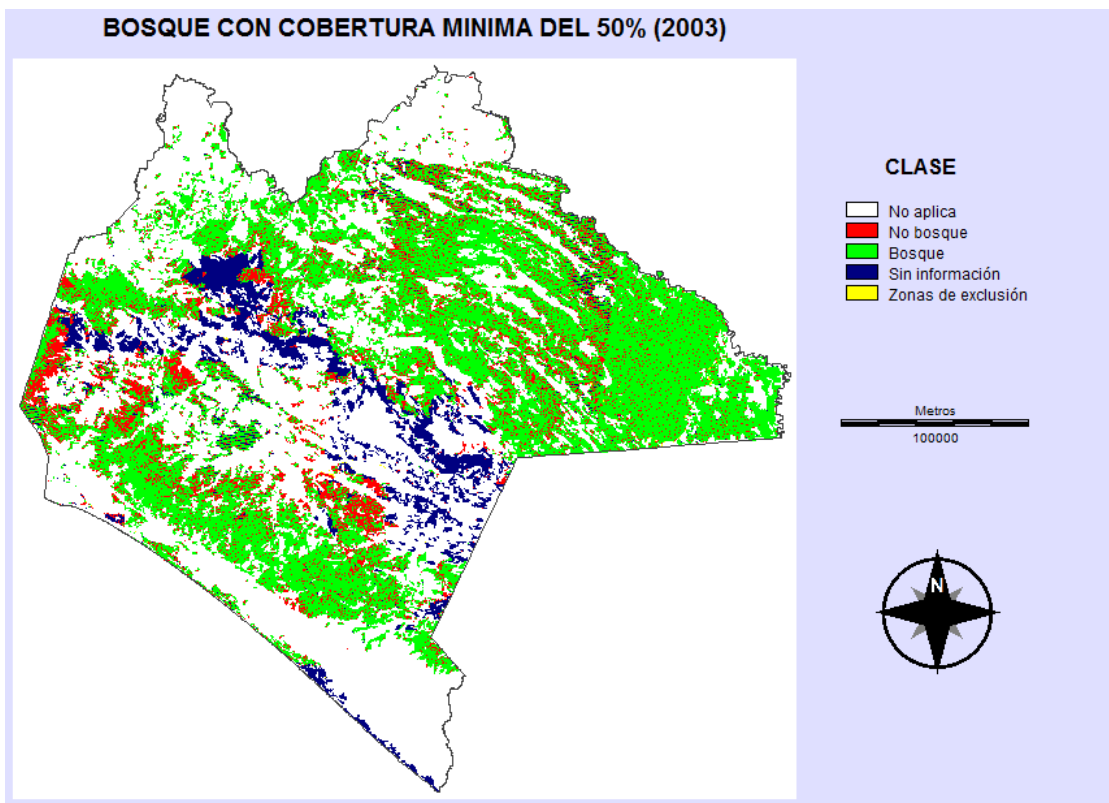 BOSQUE CON COBERTURA MINIMA DEL 50% (2003)
CLASE
No aplica
No bosque
Bosque
Sin información
Zonas de exclusión
Metros
100000
N